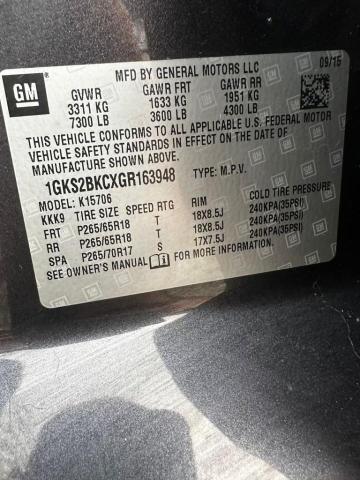 GM
MFD BY GENERAL MOTORS LLC
09/15
GVWR GAWR FRT GAWR RR
3311 KG 1633 KG 1951 KG
7300 LB 3600 LB 4300 LB
THIS VEHICLE CONFORMS TO ALL APPLICABLE U.S. FEDERAL MOTOR
VEHICLE SAFETY AND THEFT PREVENTION STANDARDS IN EFFECT ON THE DATE OF
MANUFACTURE SHOWN ABOVE.
1GKS2BKCXGR163948 TYPE: M.P.V.
MODEL: K15706
KKK9 TIRE SIZE SPEED RTG RIM COLD TIRE PRESSURE
FRT P265/65R18 T 18X8.5J 240KPA(35PSI)
RR P265/65R18 T 18X8.5J 240KPA(35PSI)
SPA P265/70R17 S 17X7.5J 240KPA(35PSI)
SEE OWNER'S MANUAL FOR MORE INFORMATION.